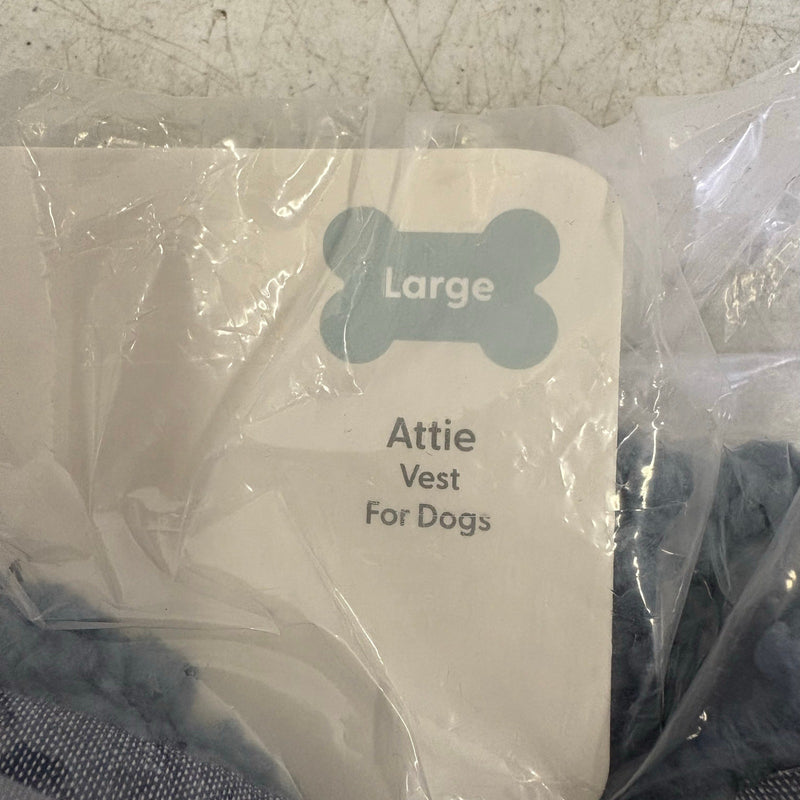 Large
Attie
Vest
For Dogs